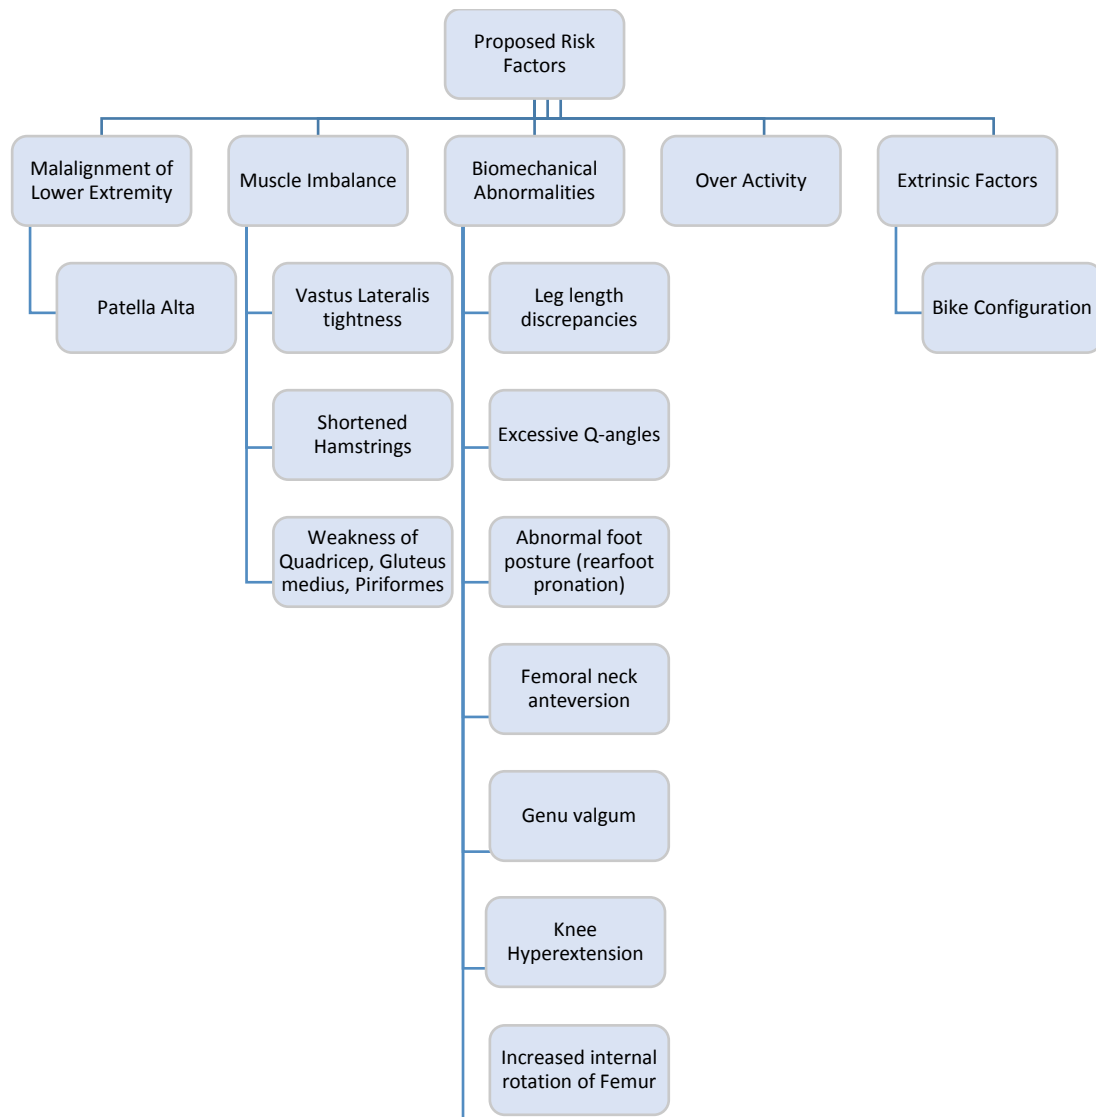 Proposed Risk
Factors
Malalignment of
Lower Extremity
Muscle Imbalance
Biomechanical
Abnormalities
Over Activity
Extrinsic Factors
Patella Alta
Vastus Lateralis
tightness
Leg length
discrepancies
Bike Configuration
Shortened
Hamstrings
Excessive Q-angles
Weakness of
Quadricep, Gluteus
medius, Piriformes
Abnormal foot
posture (rearfoot
pronation)
Femoral neck
anteversion
Genu valgum
Knee
Hyperextension
Increased internal
rotation of Femur